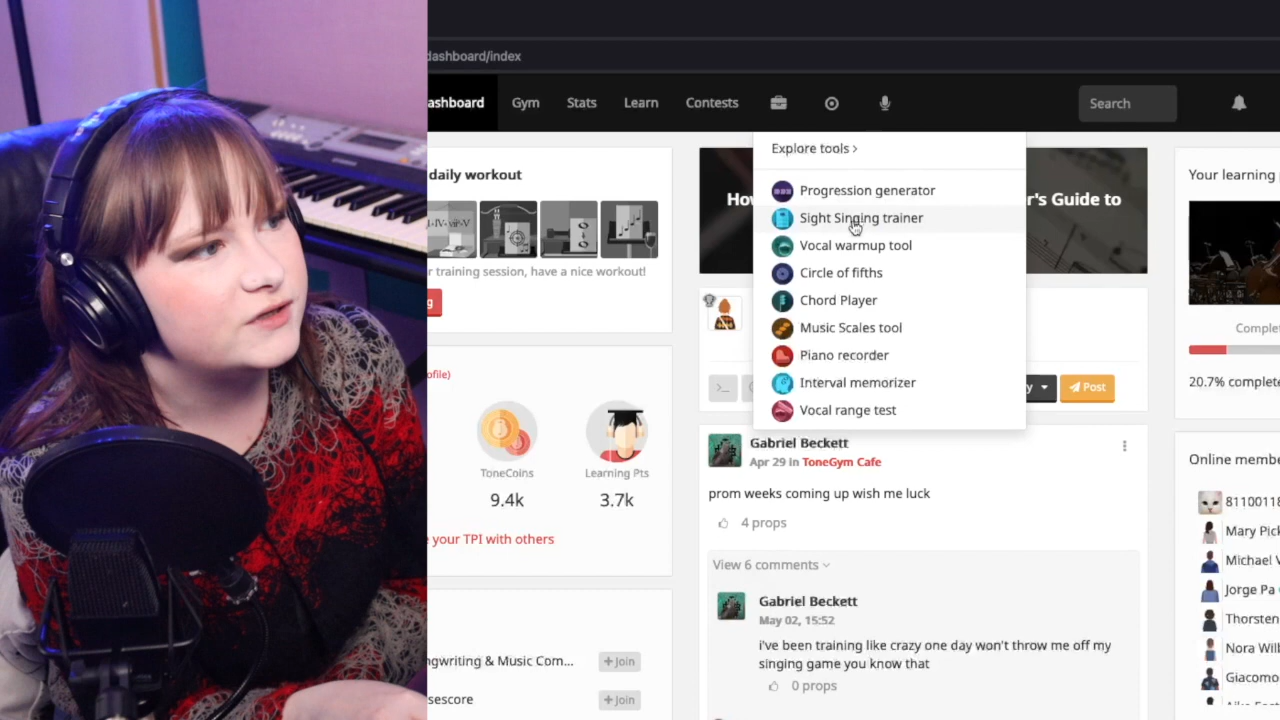 dashboard/index
ashboard
Gym
Stats
Learn
Contests
Search
daily workout
r training session, have a nice workout!
g
ofile)
ToneCoins
Learning Pts
9.4k
3.7k
e your TPI with others
ngwriting & Music Com...
+ Join
sescore
+ Join
Explore tools >
Progression generator
Sight Singing trainer
Vocal warmup tool
Circle of fifths
Chord Player
Music Scales tool
Piano recorder
Interval memorizer
Vocal range test
How
r's Guide to
y
Post
Gabriel Beckett
Apr 29 in ToneGym Cafe
prom weeks coming up wish me luck
4 props
View 6 comments
Gabriel Beckett
May 02, 15:52
i've been training like crazy one day won't throw me off my
singing game you know that
0 props
Your learning
Complet
20.7% complete
Online membe
81100118
Mary Pick
Michael V
Jorge Pa
Thorsten
Nora Wilb
Giacomo